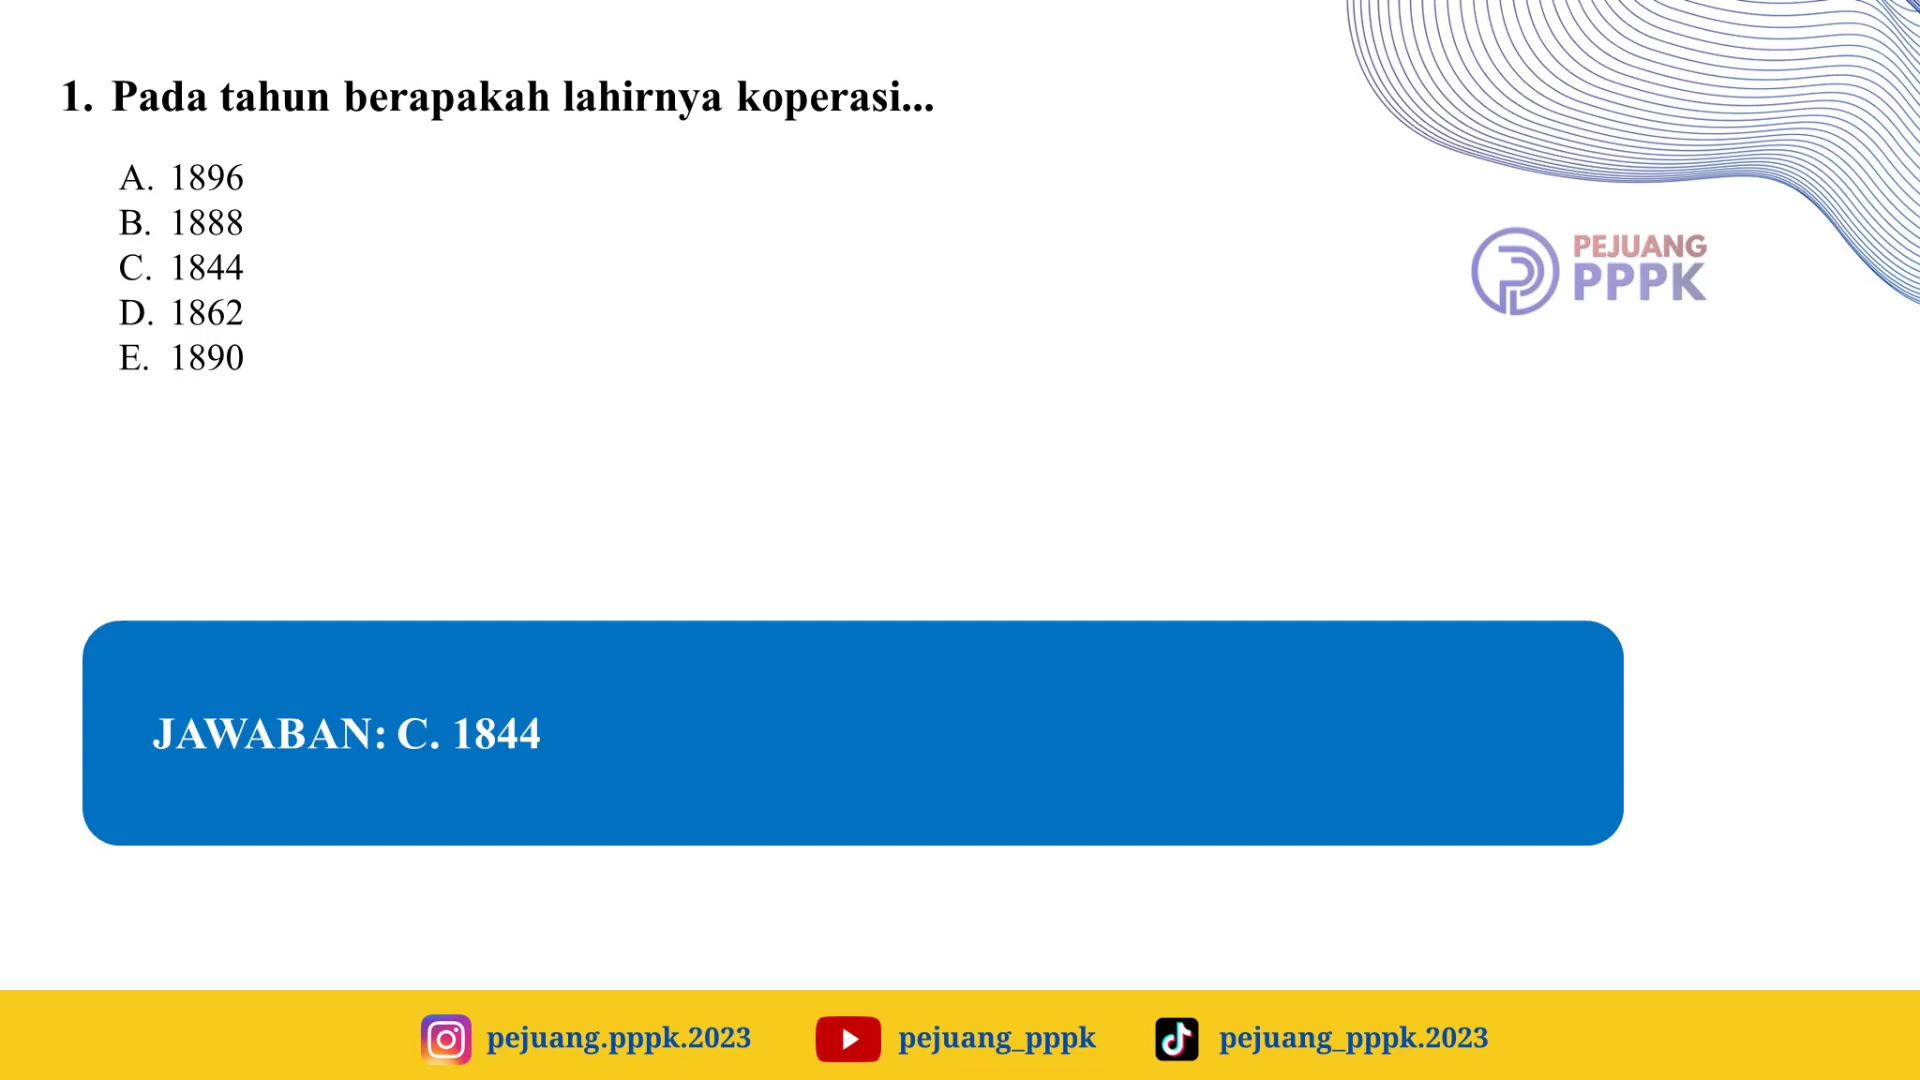 1. Pada tahun berapakah lahirnya koperasi...
A. 1896
B. 1888
C. 1844
D. 1862
E. 1890
PEJUANG
PPPK
JAWABAN: C. 1844
pejuang.pppk.2023 pejuang_pppk pejuang_pppk.2023